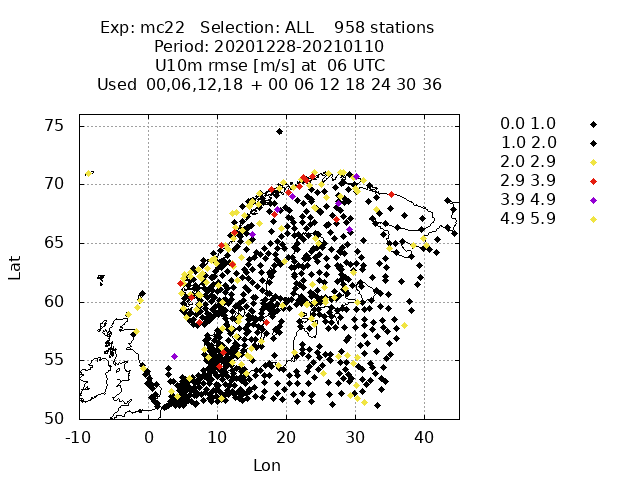 Exp: mc22 Selection: ALL 958 stations
Period: 20201228-20210110
U10m rmse [m/s] at 06 UTC
Used 00,06,12,18 + 00 06 12 18 24 30 36
75
70
65
60
55
50
-10 0 10 20 30 40
Lat
Lon
0.0 1.0
1.0 2.0
2.0 2.9
2.9 3.9
3.9 4.9
4.9 5.9